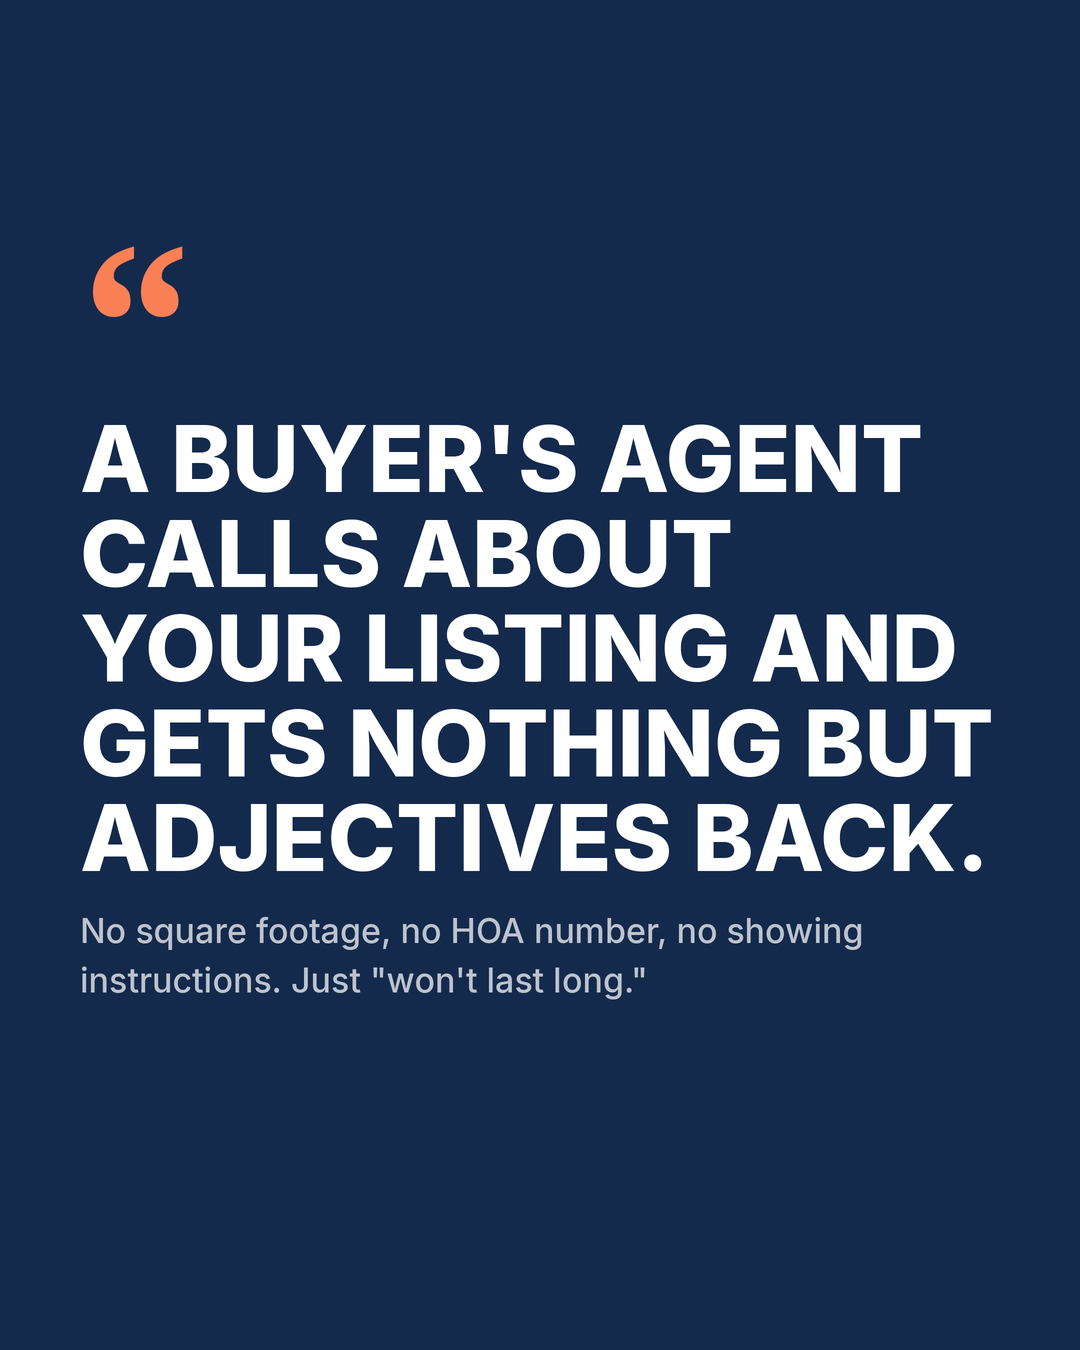 “
A BUYER'S AGENT
CALLS ABOUT
YOUR LISTING AND
GETS NOTHING BUT
ADJECTIVES BACK.
No square footage, no HOA number, no showing
instructions. Just "won't last long."